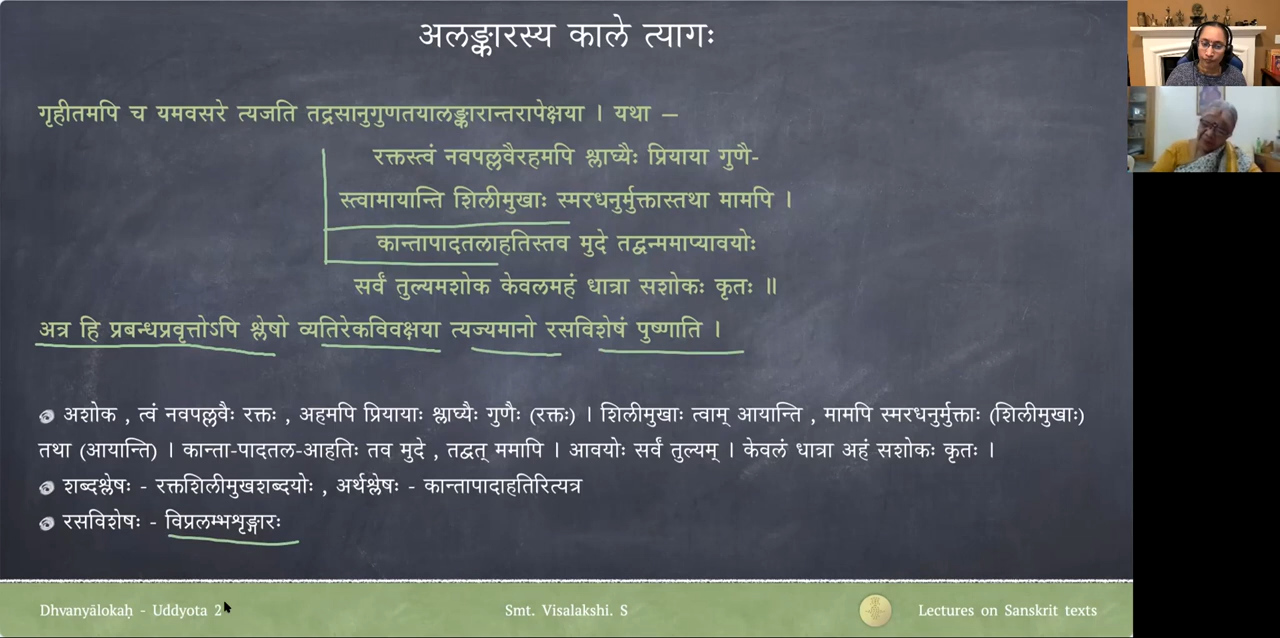 अलङ्कारस्य काले त्यागः
गृहीतमपि च यमवसरे त्यजति तद्रसानुगुणतयालङ्कारान्तरापेक्षया । यथा –
रक्तस्त्वं नवपल्लवैरहमपि श्लाघ्यैः प्रियाया गुणै-
स्त्वामायान्ति शिलीमुखाः स्मरधनुर्मुक्तास्तथा मामपि ।
कान्तापादतलाहतिस्तव मुदे तद्वन्ममाप्यावयोः
सर्वं तुल्यमशोक केवलमहं धात्रा सशोकः कृतः ॥
अत्र हि प्रबन्धप्रवृत्तोऽपि श्लेषो व्यतिरेकविवक्षया त्यज्यमानो रसविशेषं पुष्णाति ।
अशोक , त्वं नवपल्लवैः रक्तः , अहमपि प्रियायाः श्लाघ्यैः गुणैः (रक्तः) । शिलीमुखाः त्वाम् आयान्ति , मामपि स्मरधनुर्मुक्ताः (शिलीमुखाः)
तथा (आयान्ति) । कान्ता-पादतल-आहतिः तव मुदे , तद्वत् ममापि । आवयोः सर्वं तुल्यम् । केवलं धात्रा अहं सशोकः कृतः ।
शब्दश्लेषः - रक्तशिलीमुखशब्दयोः , अर्थश्लेषः - कान्तापादाहतिरित्यत्र
रसविशेषः - विप्रलम्भशृङ्गारः
Dhvanyālokaḥ - Uddyota 2 Smt. Visalakshi. S Lectures on Sanskrit texts